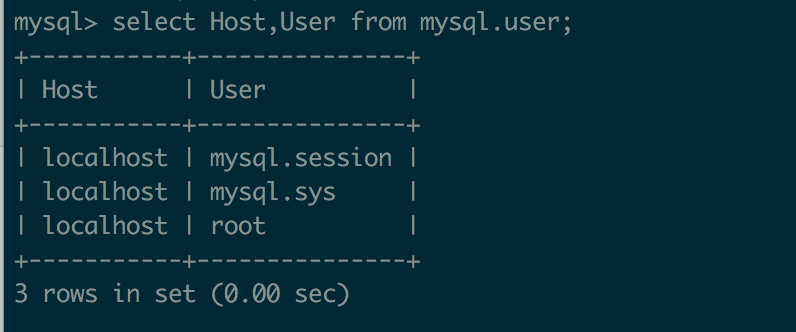 mysql> select Host,User from mysql.user;
+-----------+---------------+
| Host      | User          |
+-----------+---------------+
| localhost | mysql.session |
| localhost | mysql.sys     |
| localhost | root          |
+-----------+---------------+
3 rows in set (0.00 sec)